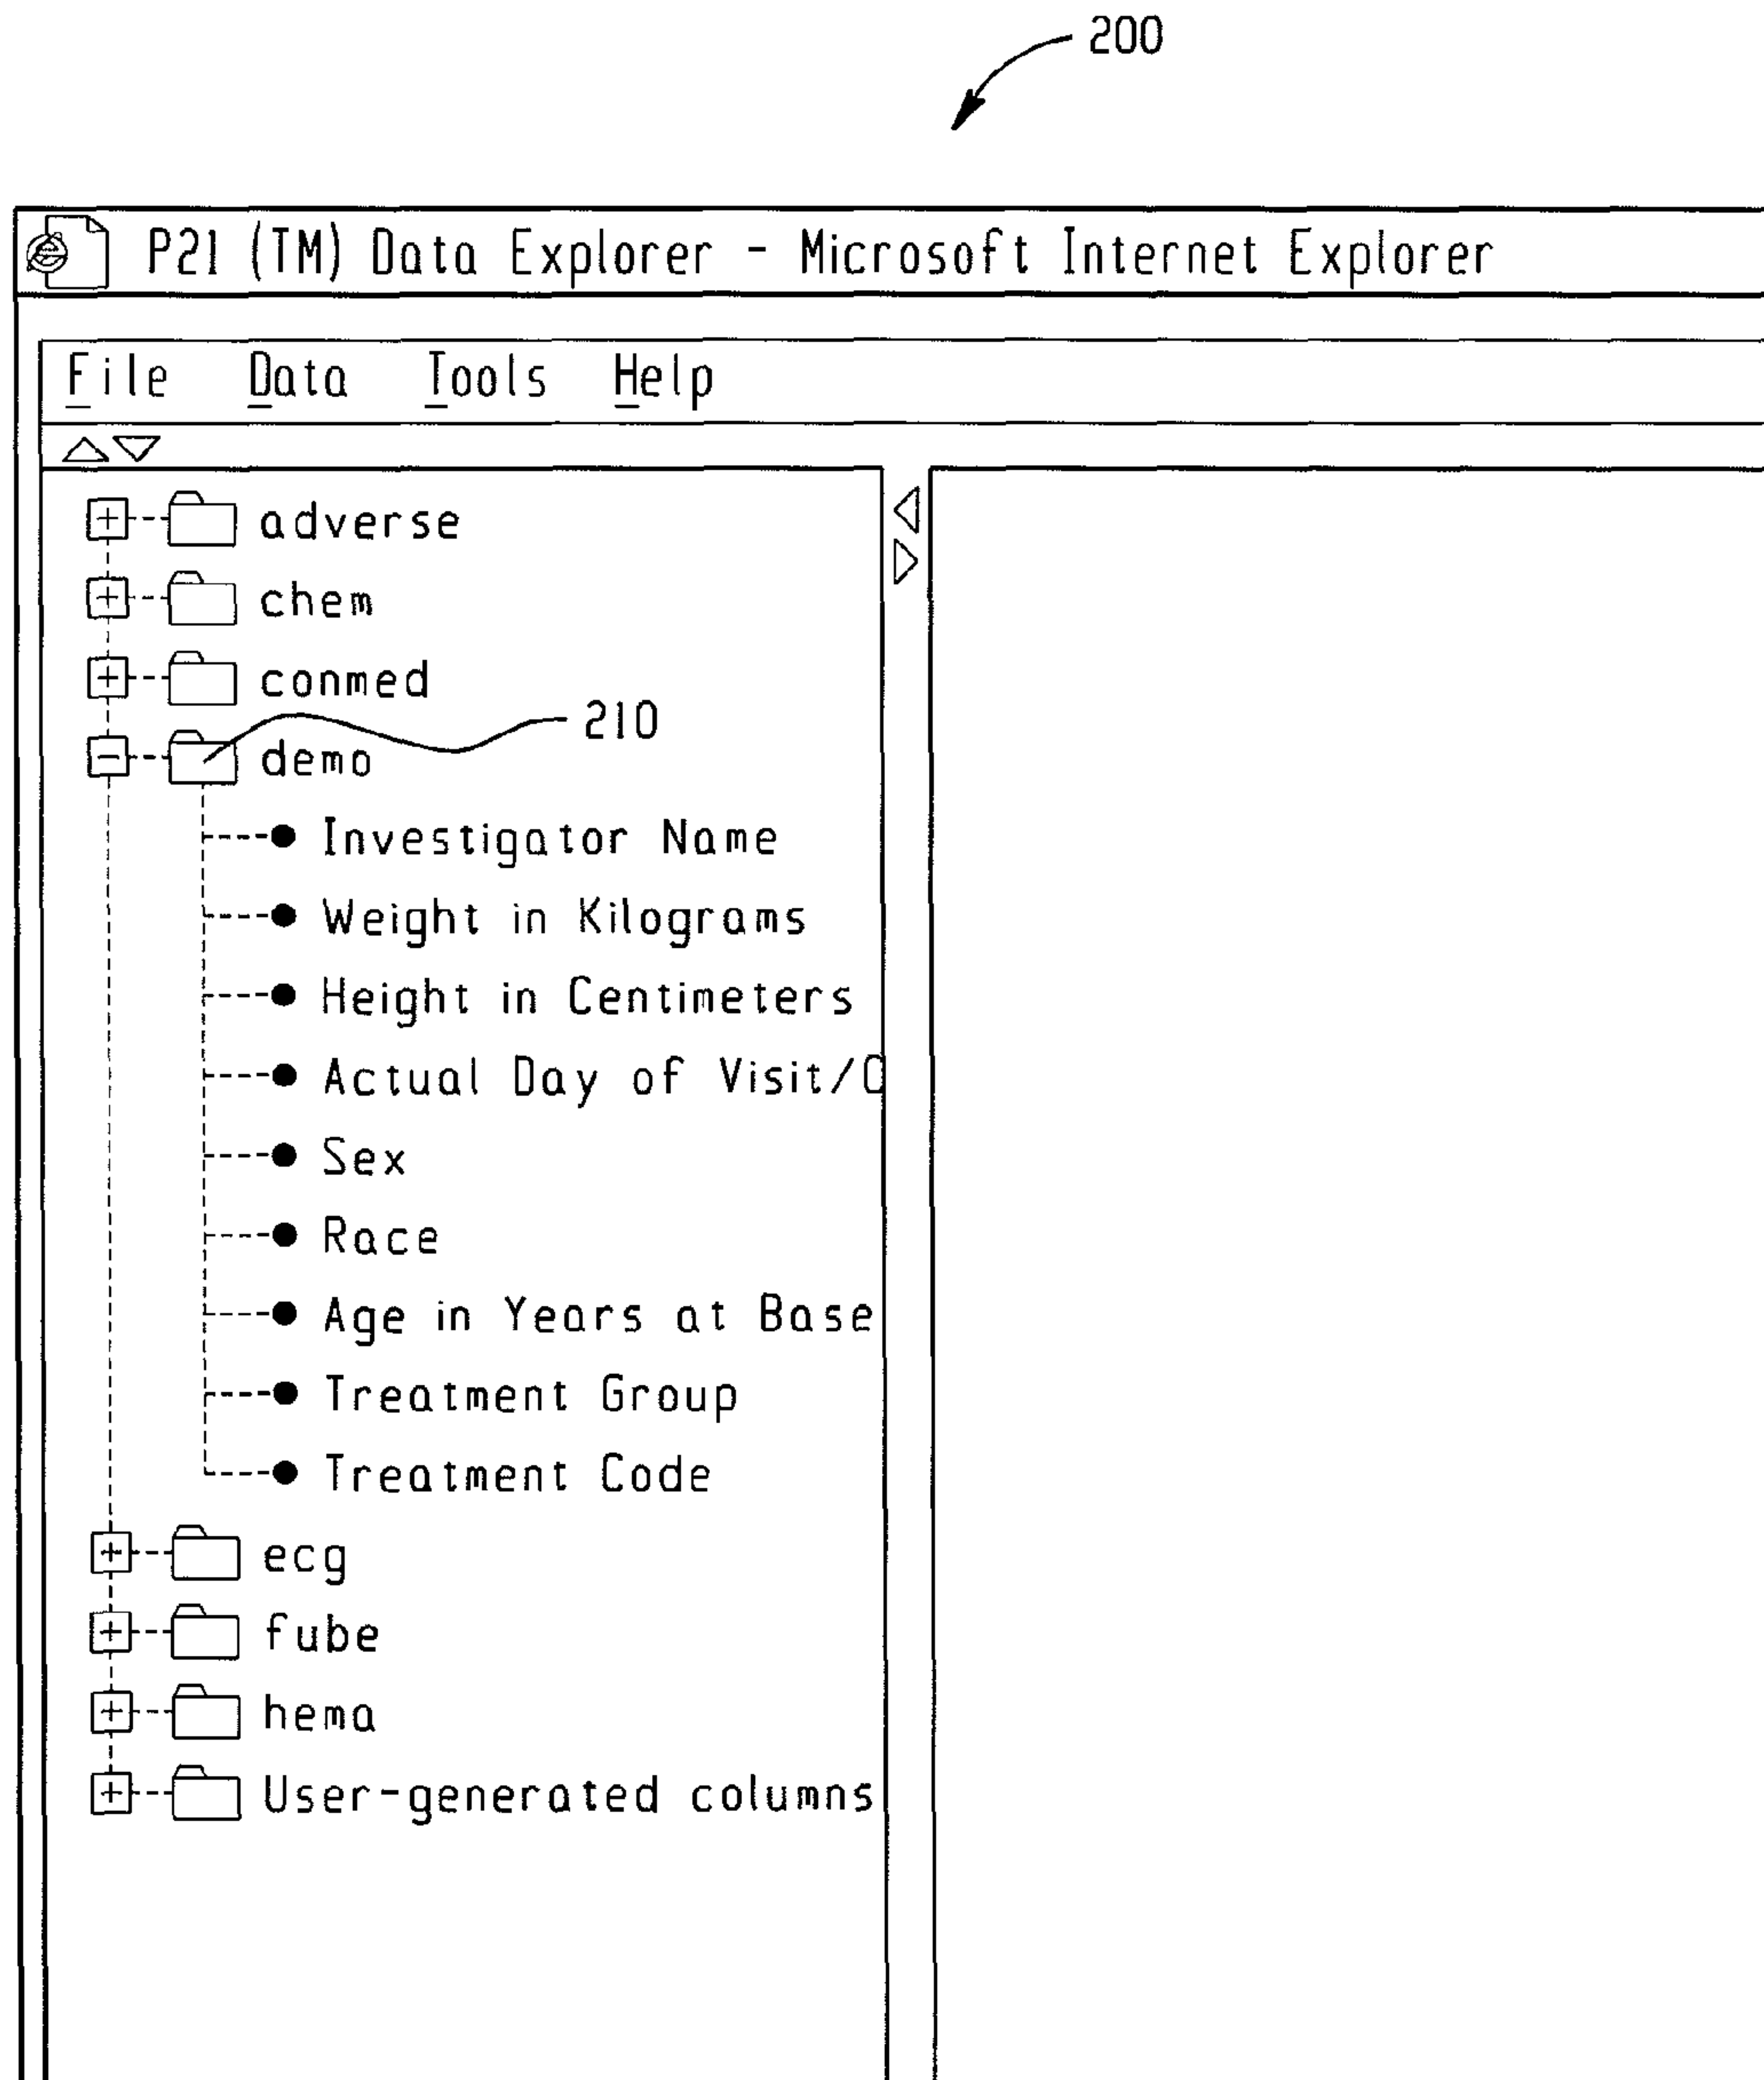 200
P21 (TM) Data Explorer - Microsoft Internet Explorer
File Data Tools Help
adverse
chem
conmed
210
demo
Investigator Name
Weight in Kilograms
Height in Centimeters
Actual Day of Visit/
Sex
Race
Age in Years at Base
Treatment Group
Treatment Code
ecg
fube
hema
User-generated columns